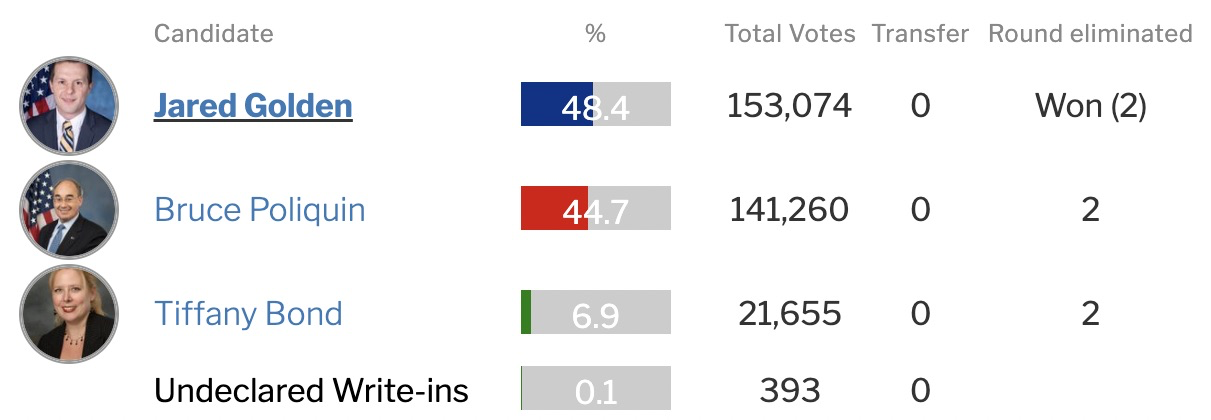 Candidate % Total Votes Transfer Round eliminated
Jared Golden 48.4 153,074 0 Won (2)
Bruce Poliquin 44.7 141,260 0 2
Tiffany Bond 6.9 21,655 0 2
Undeclared Write-ins 0.1 393 0